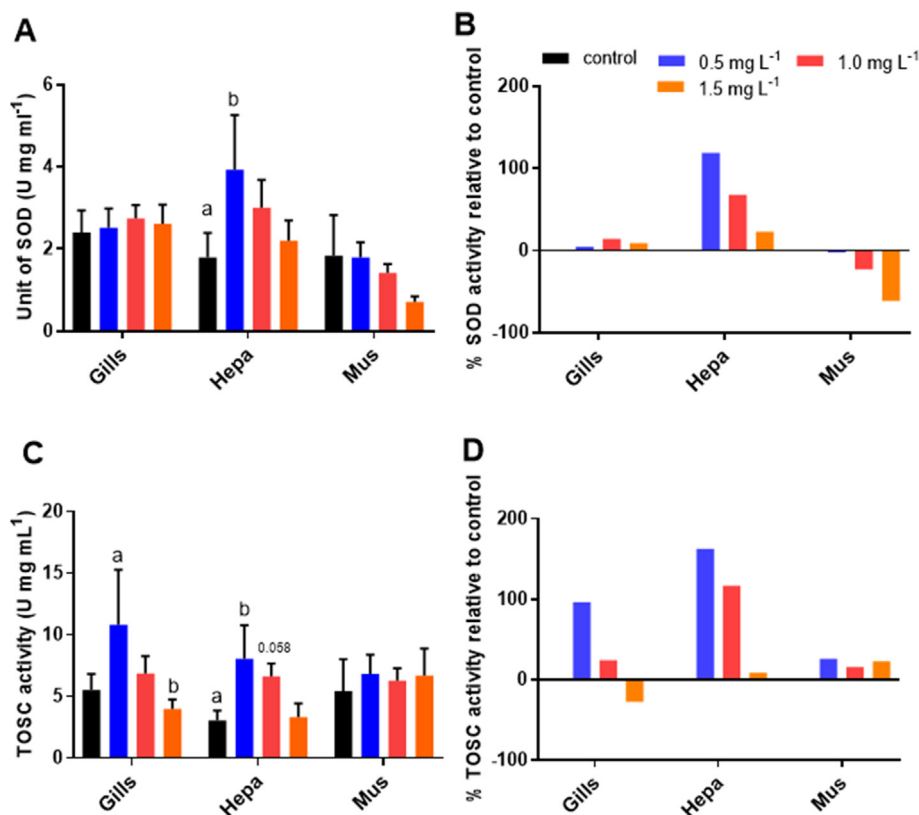 A
Unit of SOD (U mg ml⁻¹)
6
4
2
0
a
b
Gills
Hepa
Mus
B
control
0.5 mg L⁻¹
1.0 mg L⁻¹
1.5 mg L⁻¹
% SOD activity relative to control
200
100
0
-100
Gills
Hepa
Mus
C
TOSC activity (U mg mL¹)
20
15
10
5
0
a
b
a
b
0.058
Gills
Hepa
Mus
D
% TOSC activity relative to control
200
100
0
-100
Gills
Hepa
Mus